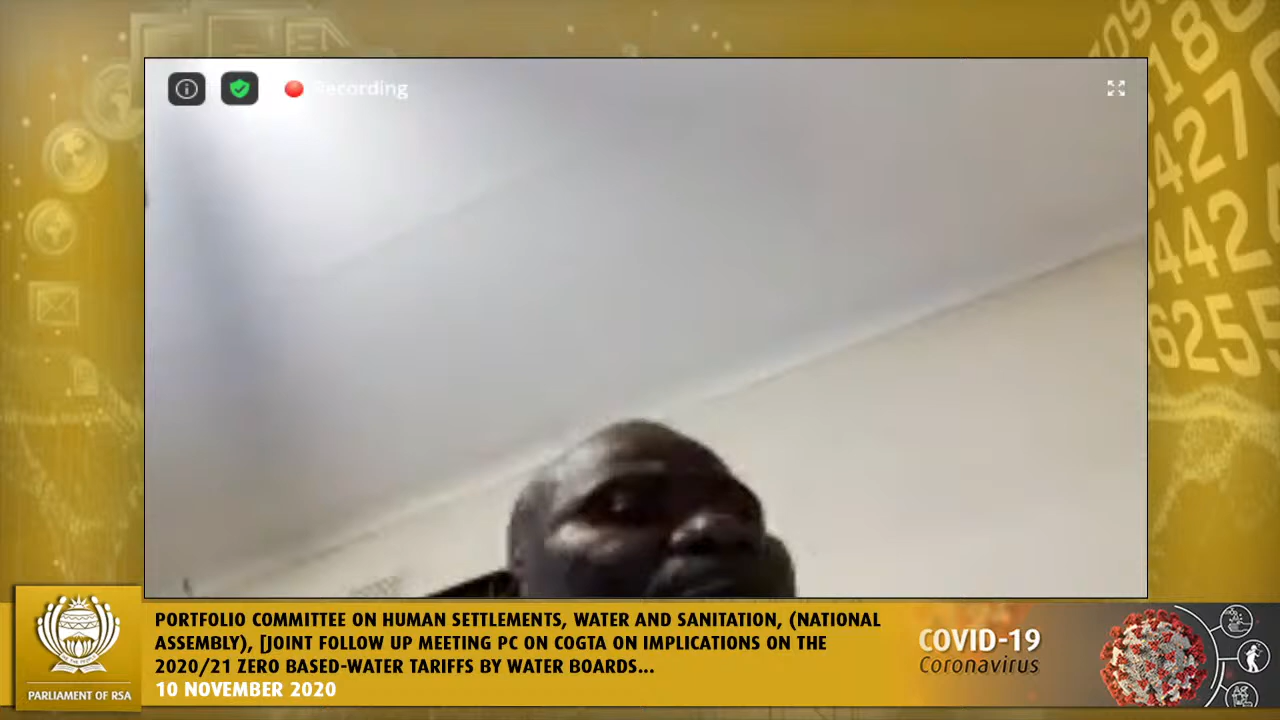 Recording
PORTFOLIO COMMITTEE ON HUMAN SETTLEMENTS, WATER AND SANITATION, (NATIONAL
ASSEMBLY), [JOINT FOLLOW UP MEETING PC ON COGTA ON IMPLICATIONS ON THE
2020/21 ZERO BASED-WATER TARIFFS BY WATER BOARDS...
10 NOVEMBER 2020
PARLIAMENT OF RSA
COVID-19
Coronavirus